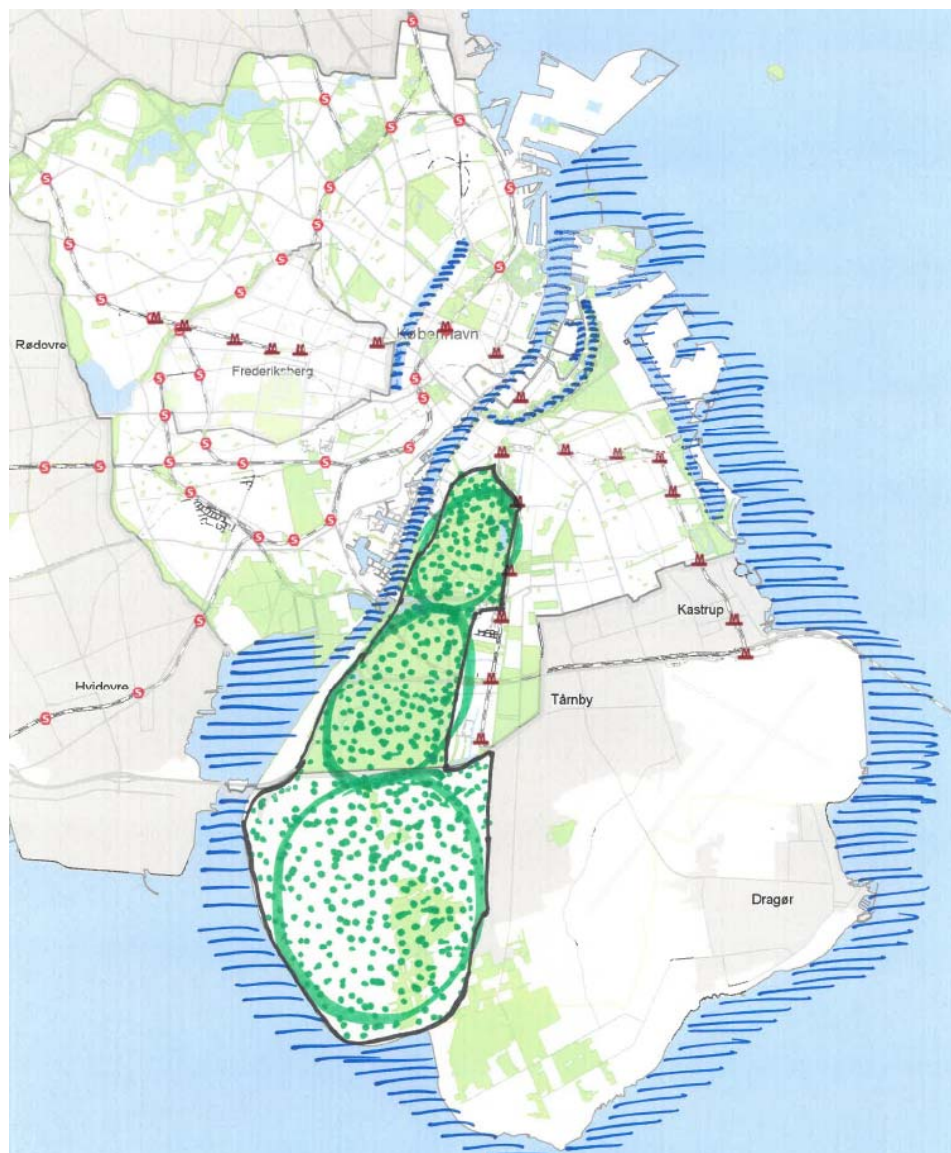 København
Rødovre
Frederiksberg
Kastrup
Hvidovre
Tårnby
Dragør